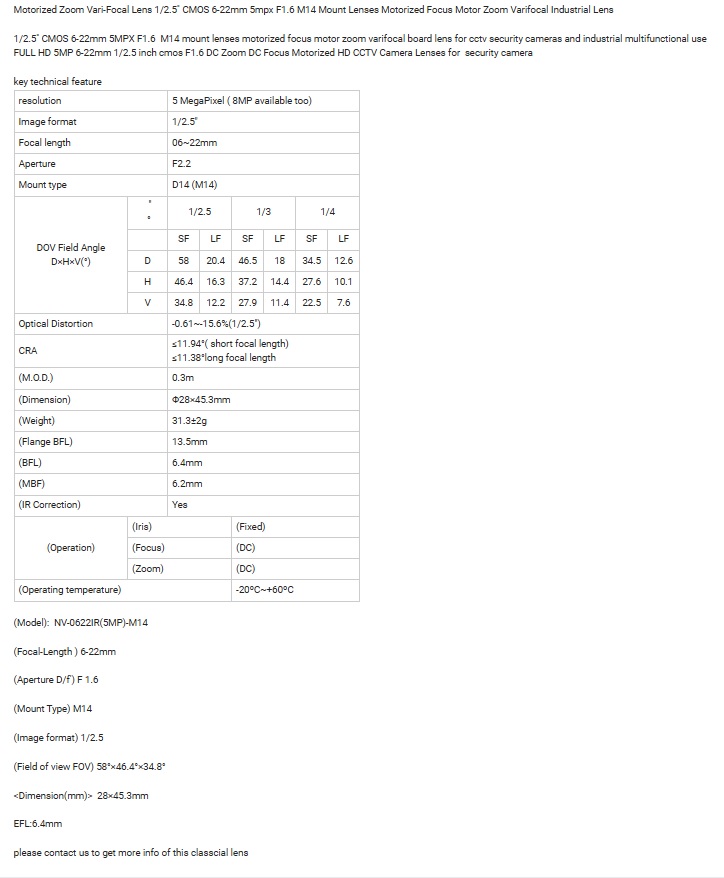 Motorized Zoom Vari-Focal Lens 1/2.5" CMOS 6-22mm 5mpx F1.6 M14 Mount Lenses Motorized Focus Motor Zoom Varifocal Industrial Lens
1/2.5" CMOS 6-22mm 5MPX F1.6 M14 mount lenses motorized focus motor zoom varifocal board lens for cctv security cameras and industrial multifunctional use
FULL HD 5MP 6-22mm 1/2.5 inch cmos F1.6 DC Zoom DC Focus Motorized HD CCTV Camera Lenses for security camera
key technical feature
resolution 5 MegaPixel ( 8MP available too)
Image format 1/2.5"
Focal length 06~22mm
Aperture F2.2
Mount type D14 (M14)
DOV Field Angle D×H×V(°) ° ° 1/2.5 1/3 1/4
SF LF SF LF SF LF
D 58 20.4 46.5 18 34.5 12.6
H 46.4 16.3 37.2 14.4 27.6 10.1
V 34.8 12.2 27.9 11.4 22.5 7.6
Optical Distortion -0.61~-15.6%(1/2.5")
CRA ≤11.94°( short focal length)
≤11.38°long focal length
(M.O.D.) 0.3m
(Dimension) Φ28×45.3mm
(Weight) 31.3±2g
(Flange BFL) 13.5mm
(BFL) 6.4mm
(MBF) 6.2mm
(IR Correction) Yes
(Operation) (Iris) (Fixed)
(Focus) (DC)
(Zoom) (DC)
(Operating temperature) -20°C~+60°C
(Model): NV-0622IR(5MP)-M14
(Focal-Length ) 6-22mm
(Aperture D/f) F 1.6
(Mount Type) M14
(Image format) 1/2.5
(Field of view FOV) 58°×46.4°×34.8°
<Dimension(mm)> 28×45.3mm
EFL:6.4mm
please contact us to get more info of this classcial lens